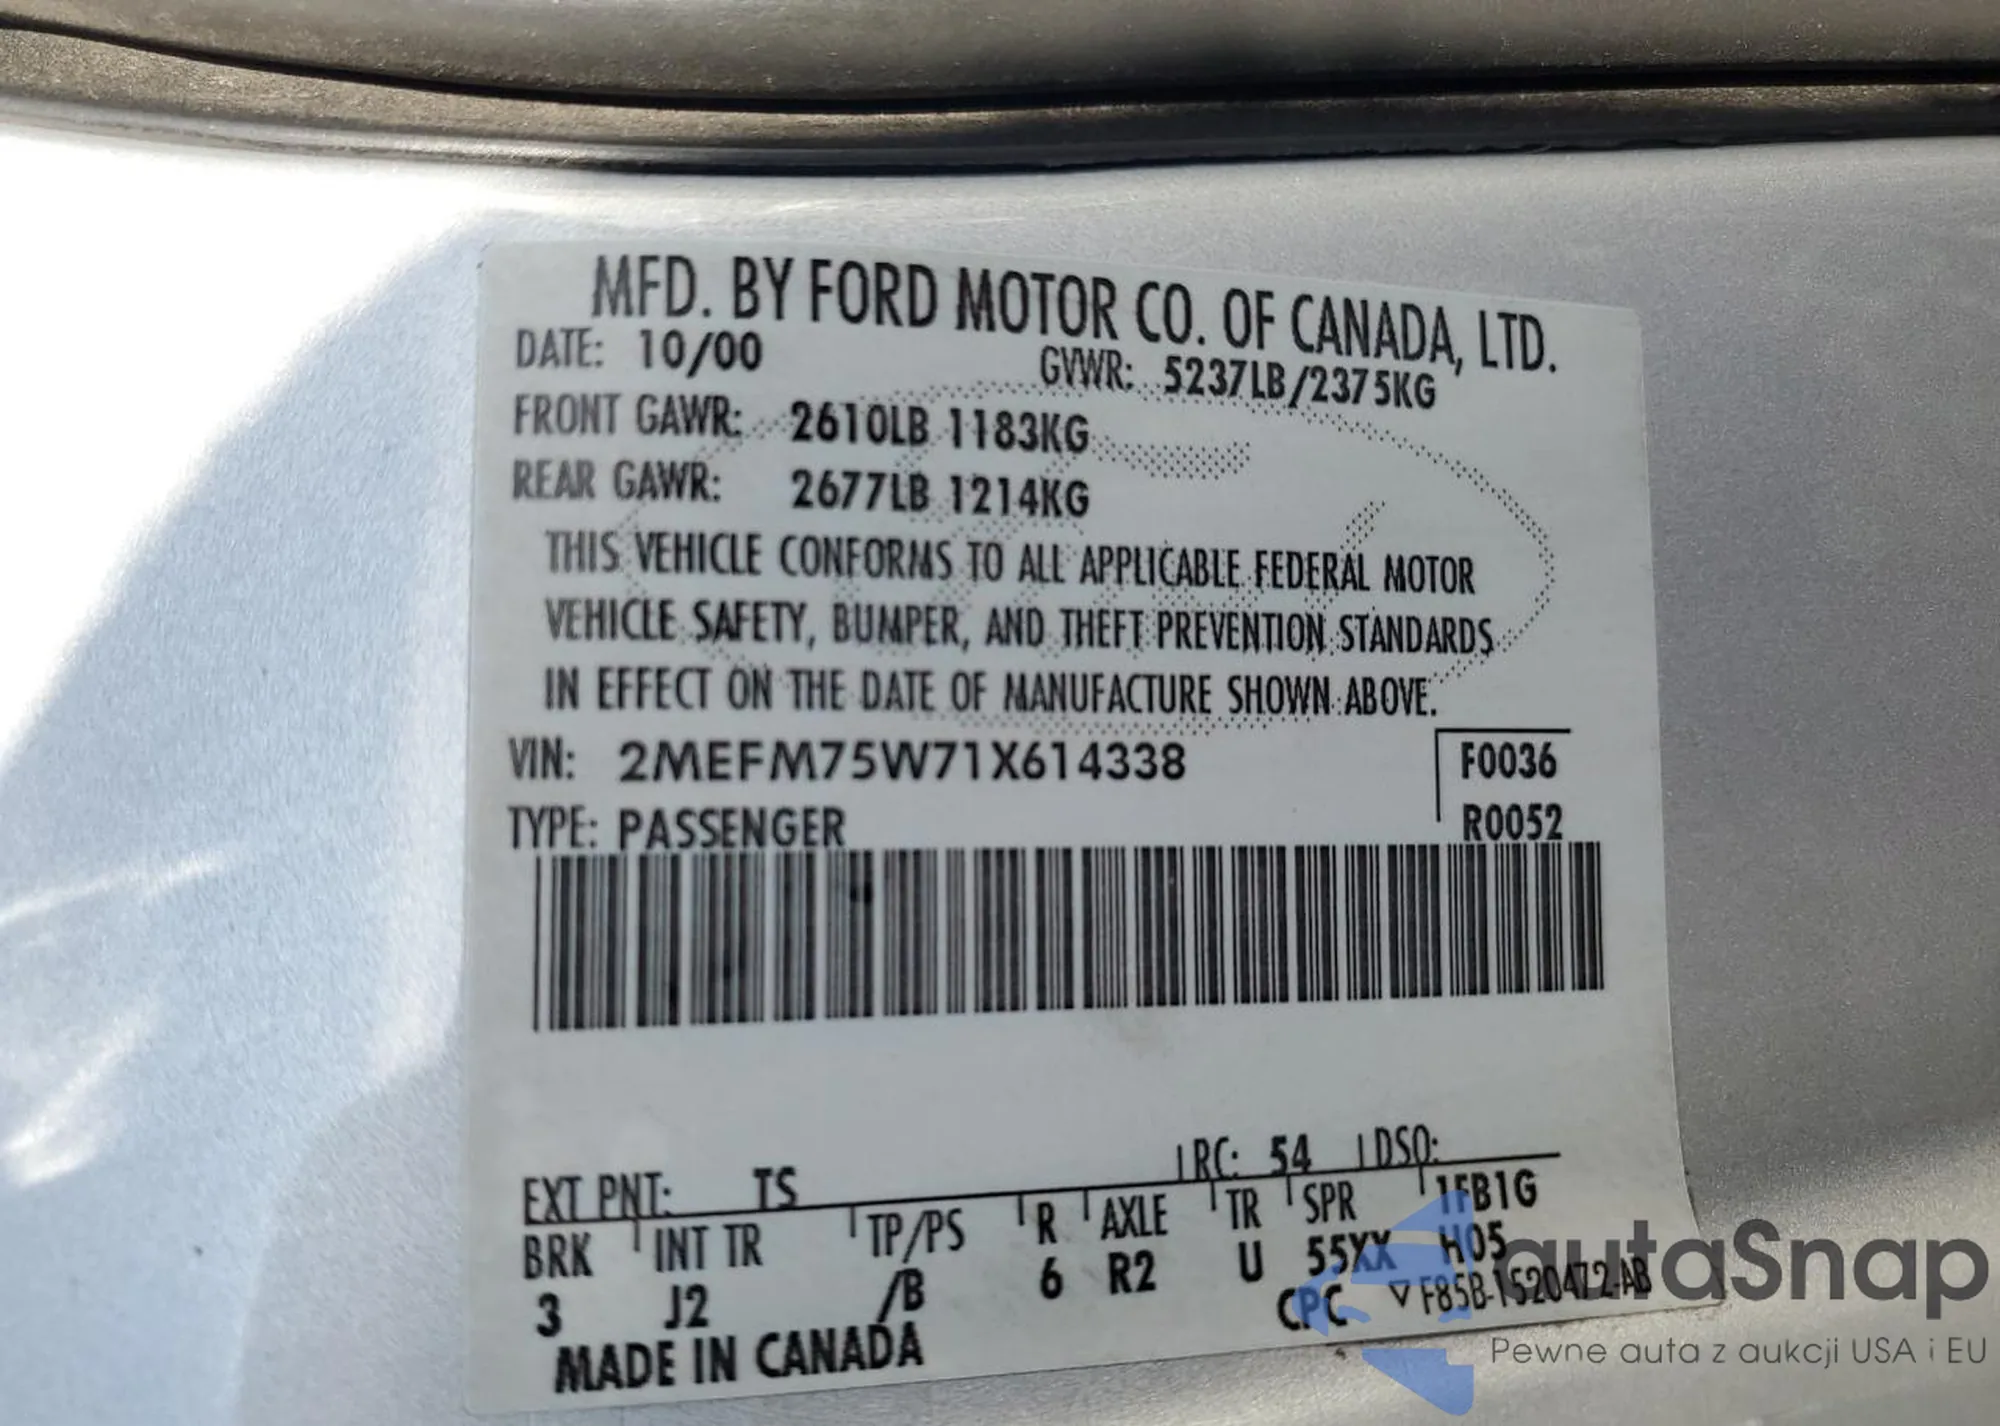 MFD. BY FORD MOTOR CO. OF CANADA, LTD.
DATE: 10/00 GVWR: 5237LB/2375KG
FRONT GAWR: 2610LB 1183KG
REAR GAWR: 2677LB 1214KG
THIS VEHICLE CONFORMS TO ALL APPLICABLE FEDERAL MOTOR
VEHICLE SAFETY, BUMPER, AND THEFT PREVENTION STANDARDS
IN EFFECT ON THE DATE OF MANUFACTURE SHOWN ABOVE.
VIN: 2MEFM75W71X614338 F0036
TYPE: PASSENGER R0052
EXT PNT: TS RC: 54 DSO:
BRK INT TR TP/PS R AXLE TR SPR 1FB1G
3 J2 /B 6 R2 U 55XX H05
MADE IN CANADA CPC F85B-1520472-AB
autaSnap
Pewne auta z aukcji USA i EU